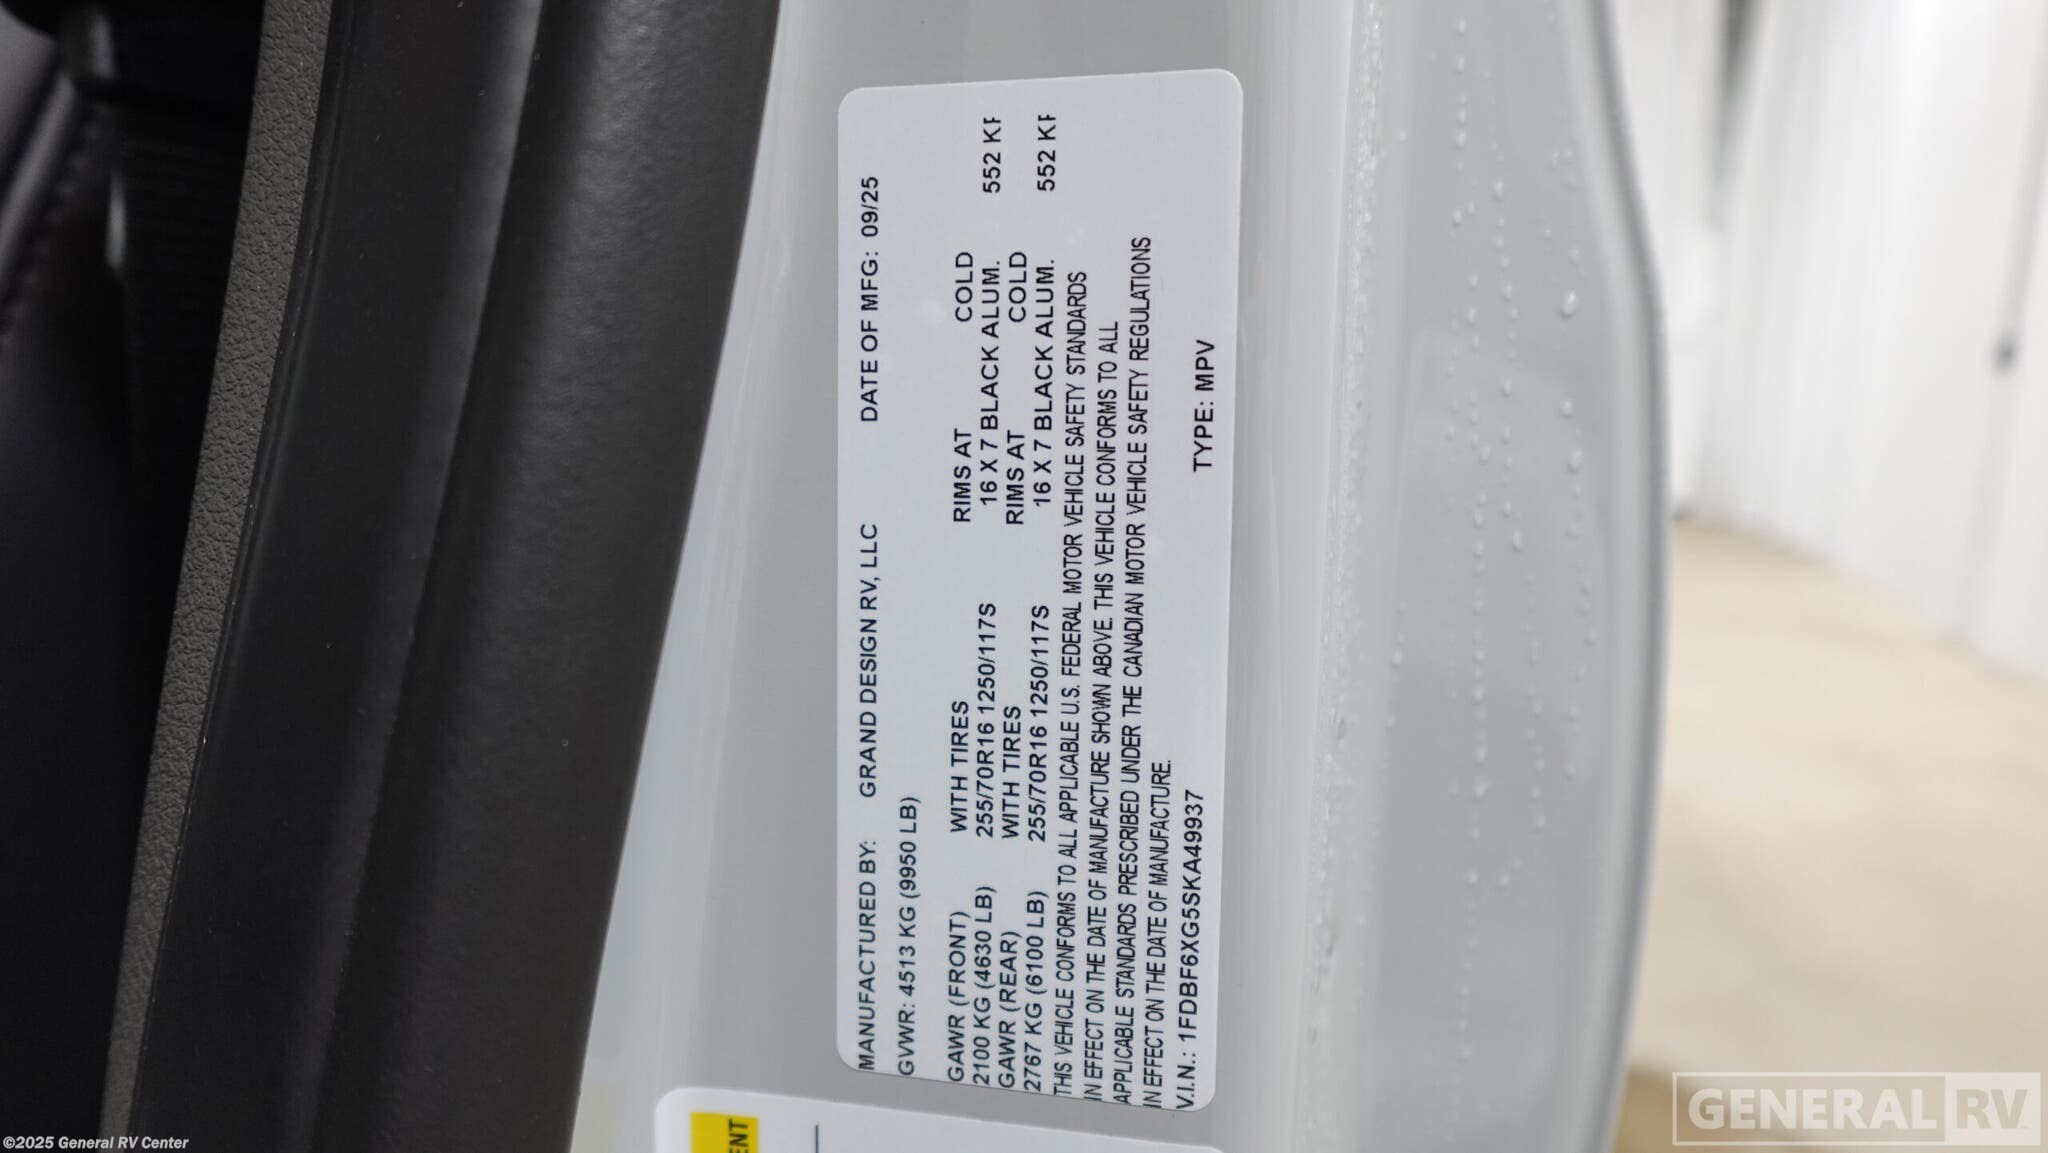 MANUFACTURED BY: GRAND DESIGN RV, LLC DATE OF MFG: 09/25
GVWR: 4513 KG (9950 LB)
GAWR (FRONT) WITH TIRES RIMS AT COLD
2100 KG (4630 LB) 255/70R16 1250/117S 16 X 7 BLACK ALUM. 552 KF
GAWR (REAR) WITH TIRES RIMS AT COLD
2767 KG (6100 LB) 255/70R16 1250/117S 16 X 7 BLACK ALUM. 552 KF
THIS VEHICLE CONFORMS TO ALL APPLICABLE U.S. FEDERAL MOTOR VEHICLE SAFETY STANDARDS
IN EFFECT ON THE DATE OF MANUFACTURE SHOWN ABOVE. THIS VEHICLE CONFORMS TO ALL
APPLICABLE STANDARDS PRESCRIBED UNDER THE CANADIAN MOTOR VEHICLE SAFETY REGULATIONS
IN EFFECT ON THE DATE OF MANUFACTURE.
V.I.N.: 1FDBF6XG5SKA49937 TYPE: MPV
ENT
GENERAL RV
©2025 General RV Center